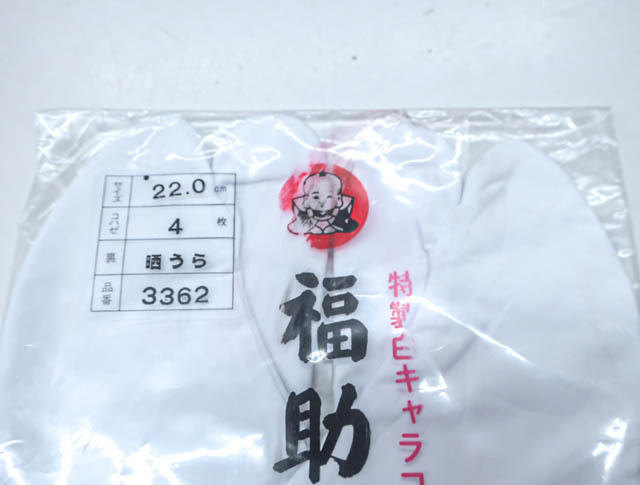 サイズ 22.0 cm
コハゼ 4 枚
裏 晒うら
品番 3362
福助
特製Eキャラコ